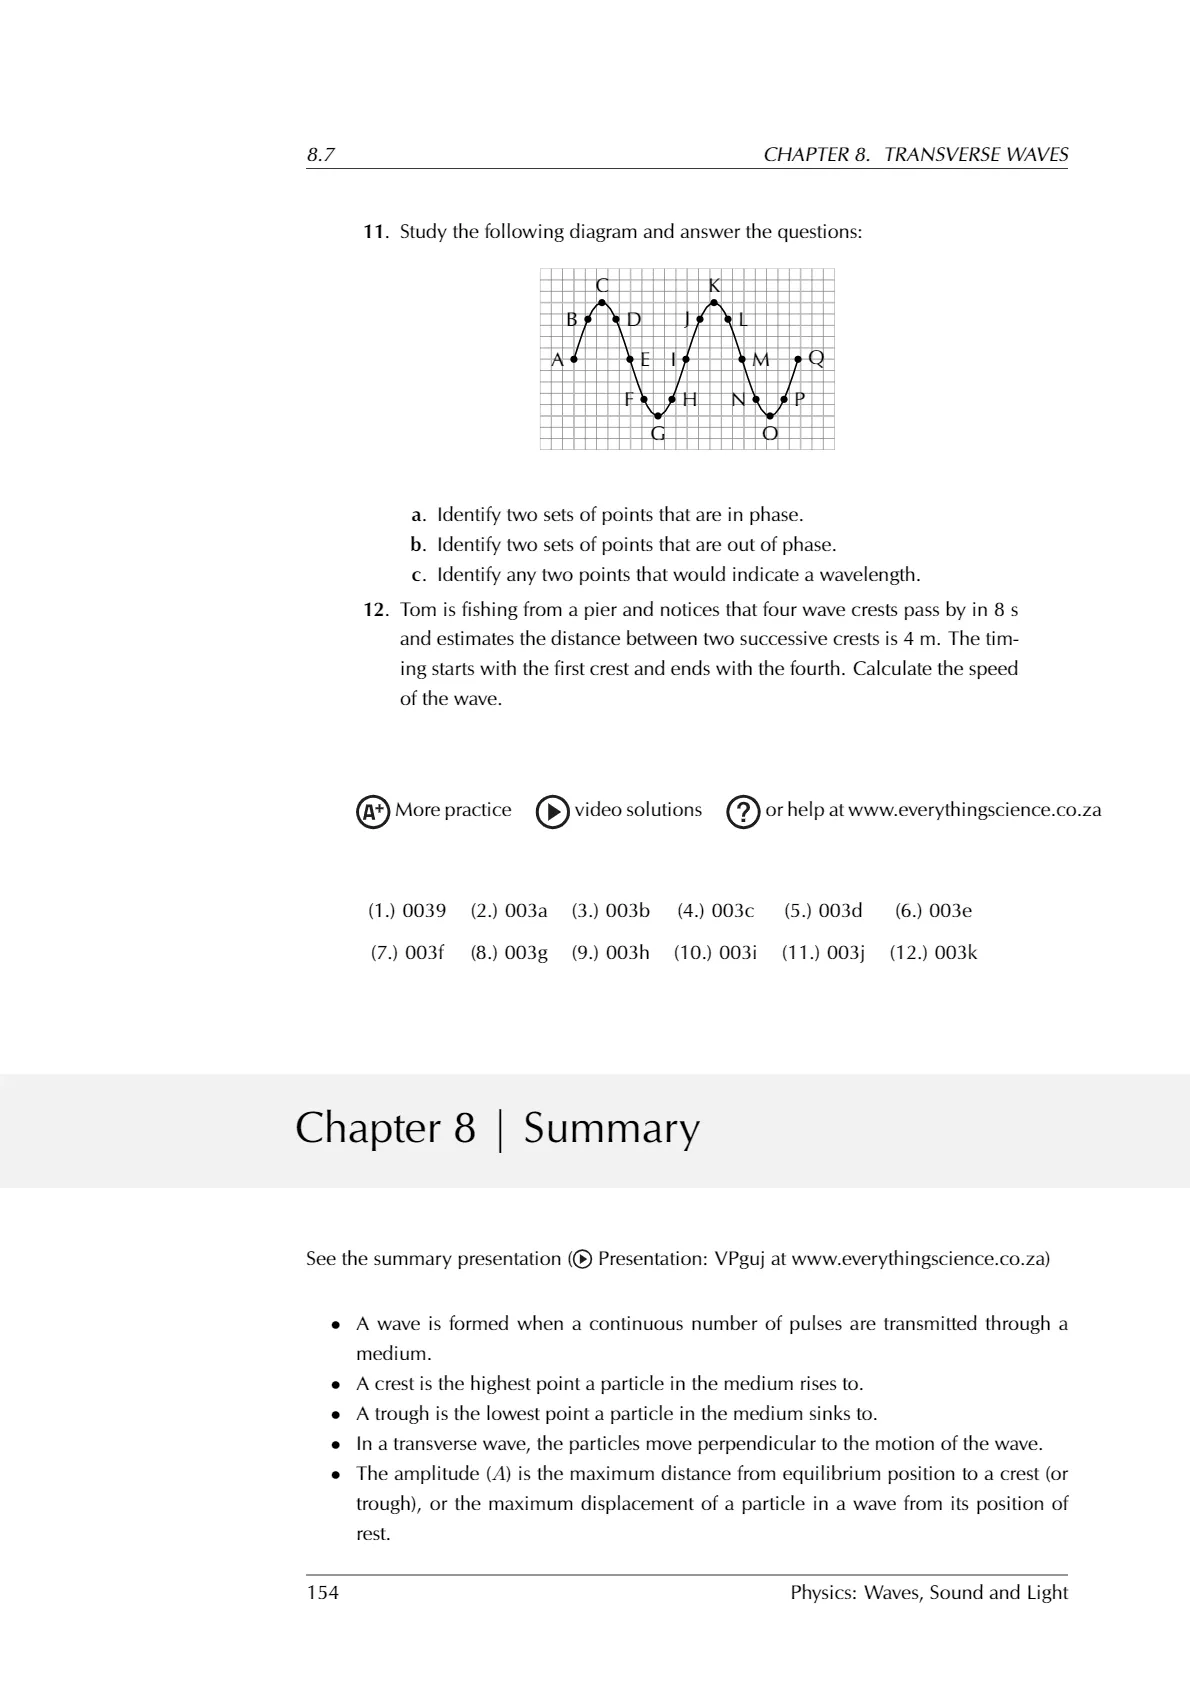 8.7 CHAPTER 8. TRANSVERSE WAVES
11. Study the following diagram and answer the questions:
C K
B D J L
A E I M Q
F H N P
G O
a. Identify two sets of points that are in phase.
b. Identify two sets of points that are out of phase.
c. Identify any two points that would indicate a wavelength.
12. Tom is fishing from a pier and notices that four wave crests pass by in 8 s
and estimates the distance between two successive crests is 4 m. The tim-
ing starts with the first crest and ends with the fourth. Calculate the speed
of the wave.
A+ More practice video solutions ? or help at www.everythingscience.co.za
(1.) 0039 (2.) 003a (3.) 003b (4.) 003c (5.) 003d (6.) 003e
(7.) 003f (8.) 003g (9.) 003h (10.) 003i (11.) 003j (12.) 003k
Chapter 8 | Summary
See the summary presentation ( Presentation: VPguj at www.everythingscience.co.za)
• A wave is formed when a continuous number of pulses are transmitted through a
medium.
• A crest is the highest point a particle in the medium rises to.
• A trough is the lowest point a particle in the medium sinks to.
• In a transverse wave, the particles move perpendicular to the motion of the wave.
• The amplitude (A) is the maximum distance from equilibrium position to a crest (or
trough), or the maximum displacement of a particle in a wave from its position of
rest.
154 Physics: Waves, Sound and Light